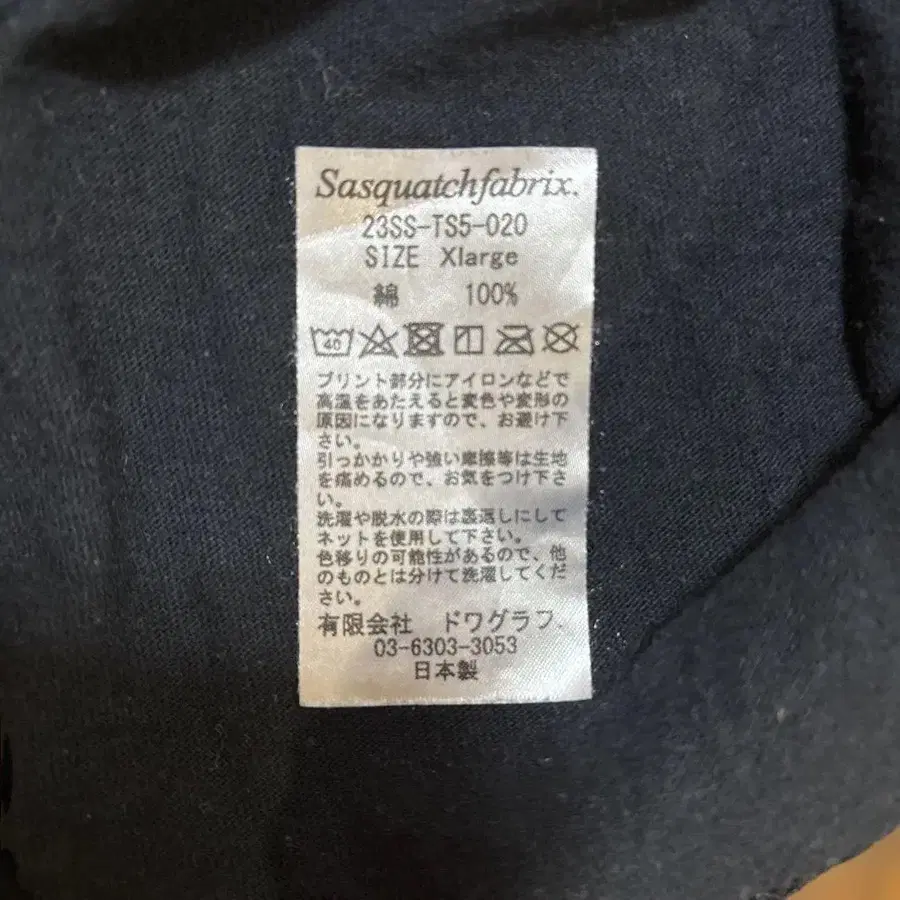 Sasquatchfabrix.
23SS-TS5-020
SIZE Xlarge
綿 100%
40
プリント部分にアイロンなどで
高温をあたえると変色や変形の
原因になりますので、お避け下
さい。
引っかかりや強い摩擦等は生地
を痛めるので、お気をつけ下さ
い。
洗濯や脱水の際は裏返しにして
ネットを使用して下さい。
色移りの可能性があるので、他
のものとは分けて洗濯してくだ
さい。
有限会社 ドワグラフ.
03-6303-3053
日本製